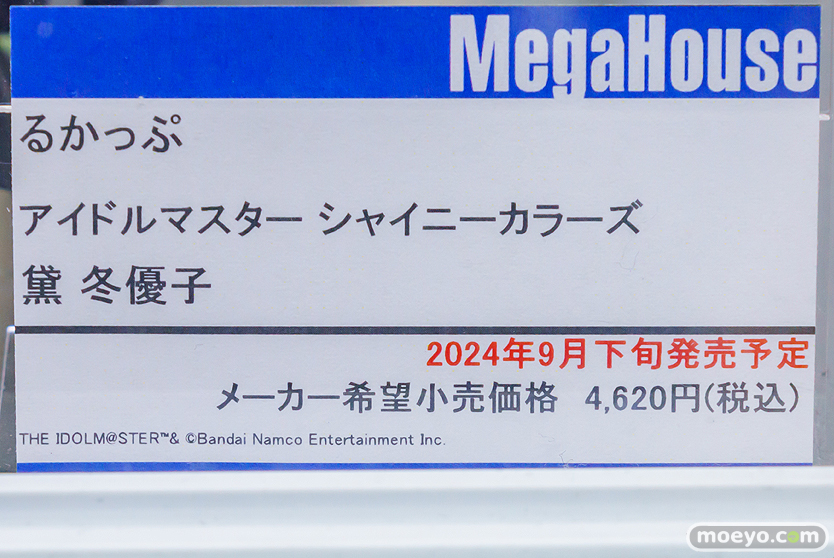 MegaHouse
るかっぷ
アイドルマスター シャイニーカラーズ
黛 冬優子
2024年9月下旬発売予定
メーカー希望小売価格 4,620円(税込)
THE IDOLM@STER™& ©Bandai Namco Entertainment Inc.
moeyo.com